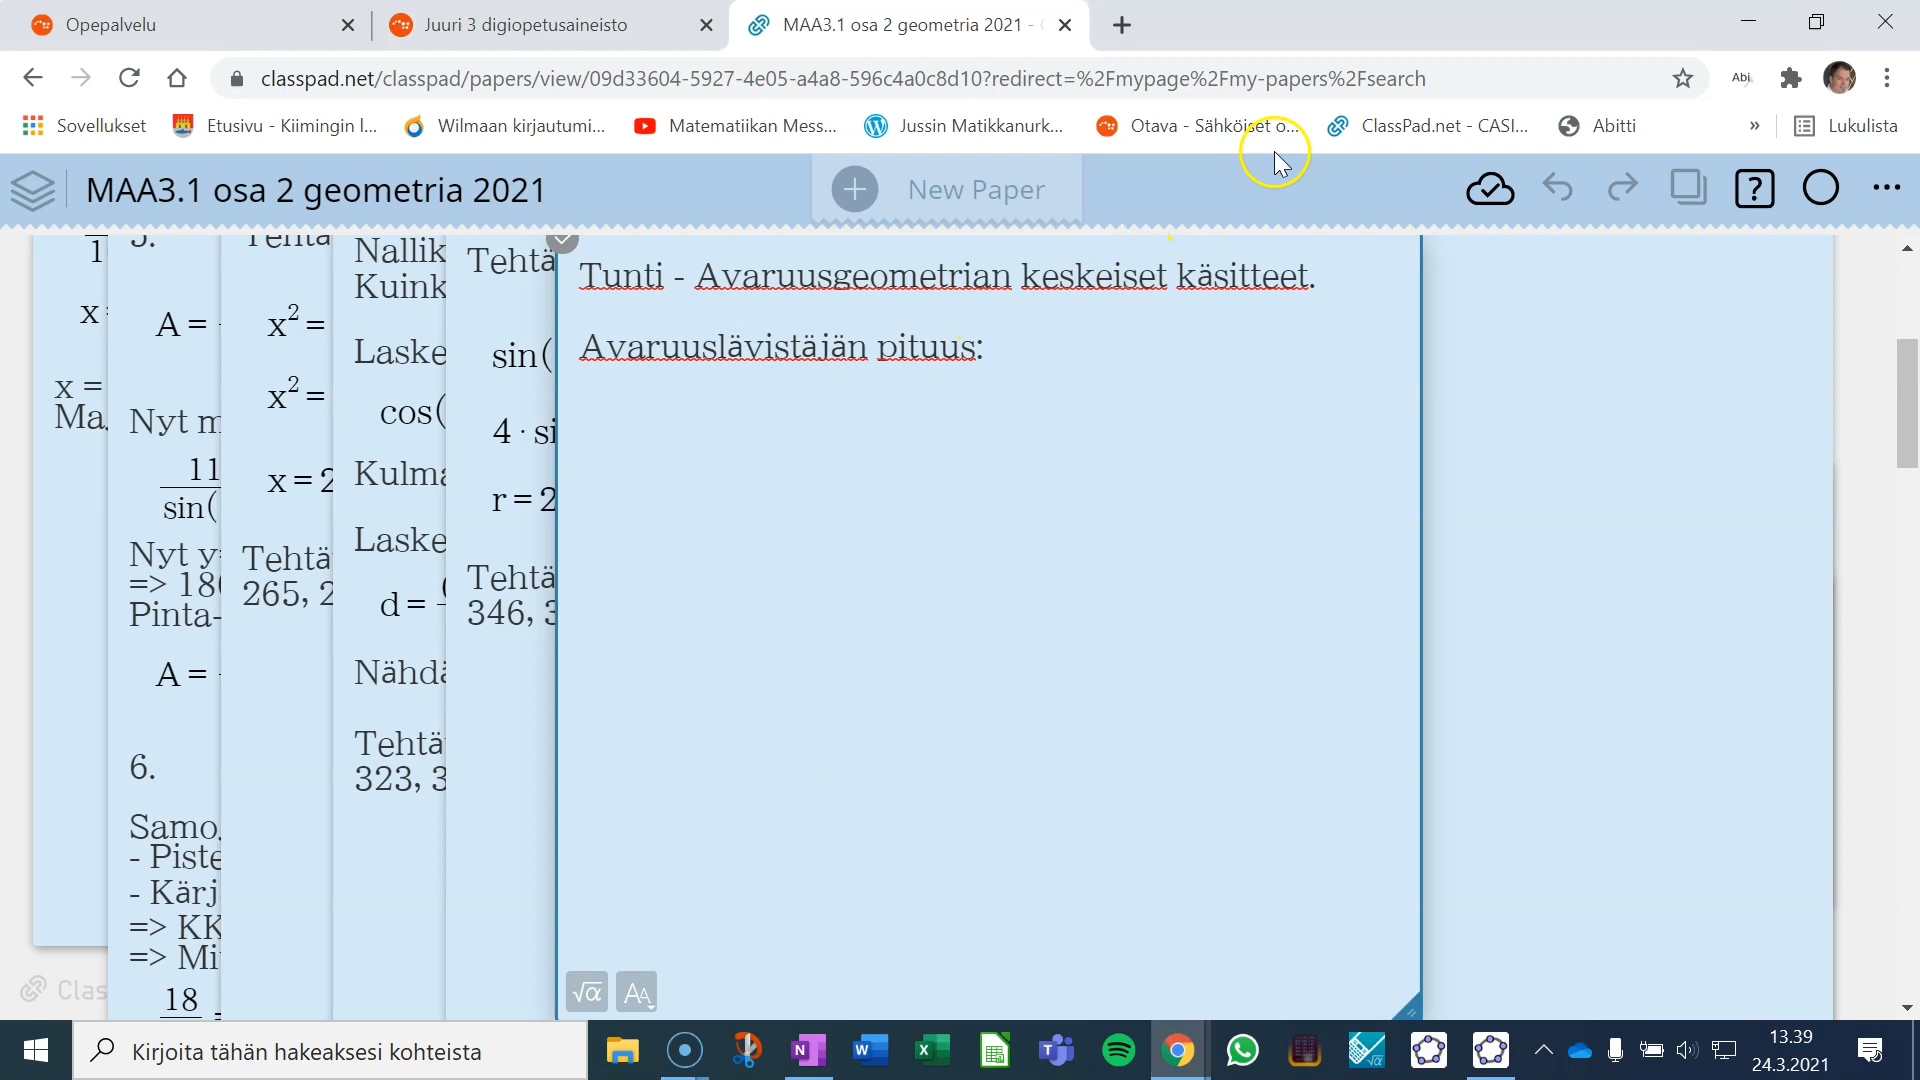 Opepalvelu
Juuri 3 digiopetusaineisto
MAA3.1 osa 2 geometria 2021 -
classpad.net/classpad/papers/view/09d33604-5927-4e05-a4a8-596c4a0c8d10?redirect=%2Fmypage%2Fmy-papers%2Fsearch
Abi
Sovellukset
Etusivu - Kiimingin l...
Wilmaan kirjautumi...
Matematiikan Mess...
Jussin Matikkanurk...
Otava - Sähköiset o...
ClassPad.net - CASI...
Abitti
»
Lukulista
MAA3.1 osa 2 geometria 2021
New Paper
1
x
x =
Ma
A =
Nyt m
11
sin(
Nyt y
=> 18
Pinta-
A =
6.
Samo
- Piste
- Kärj
=> KK
=> Mi
18
x² =
x² =
x = 2
Tehtä
265, 2
Nallik
Kuink
Laske
cos(
Kulma
Laske
d =
Nähdä
Tehtä
323, 3
Tehtä
sin(
4 · si
r = 2
Tehtä
346, 3
Tunti - Avaruusgeometrian keskeiset käsitteet.
Avaruuslävistäjän pituus:
√α
AA
Clas
Kirjoita tähän hakeaksesi kohteista
13.39
24.3.2021